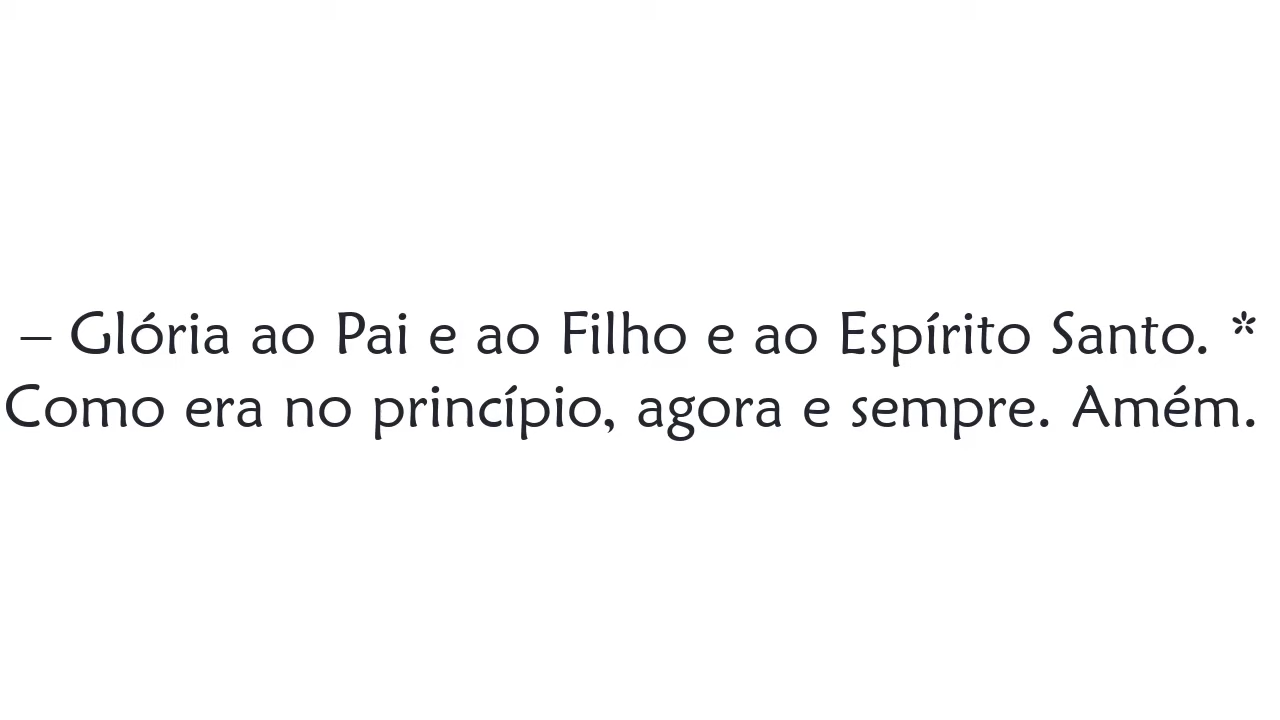 – Glória ao Pai e ao Filho e ao Espírito Santo. *
Como era no princípio, agora e sempre. Amém.